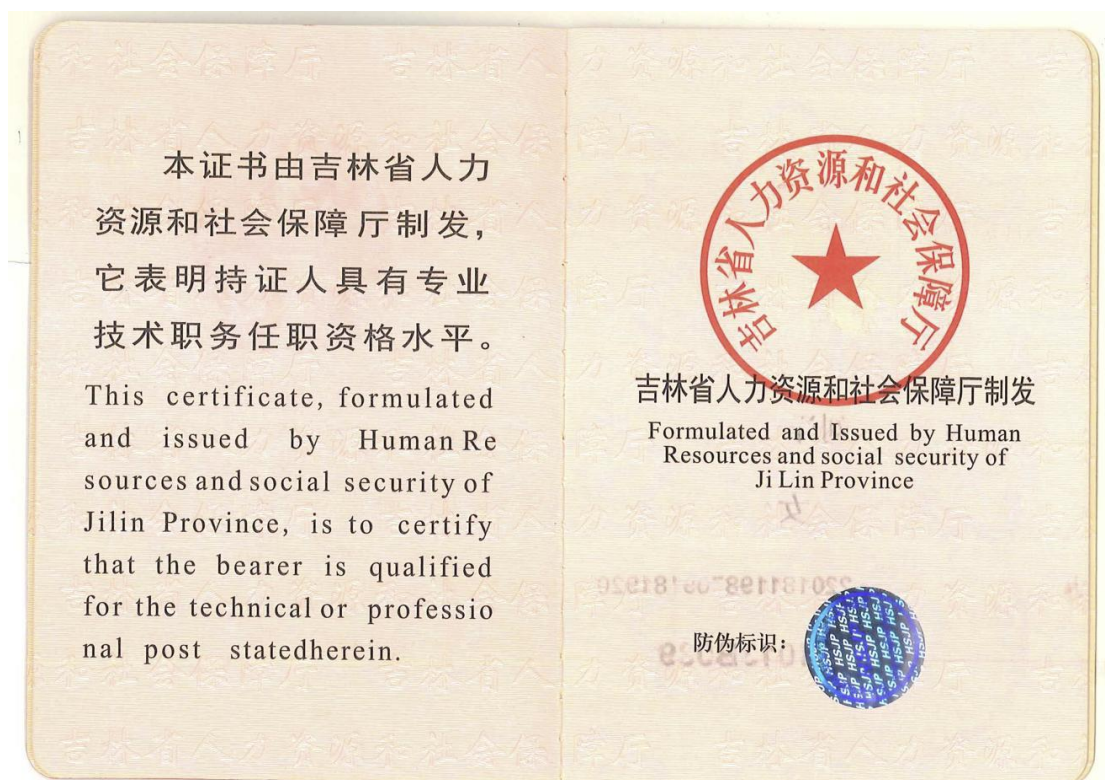 本证书由吉林省人力
资源和社会保障厅制发，
它表明持证人具有专业
技术职务任职资格水平。
This certificate, formulated
and issued by Human Re
sources and social security of
Jilin Province, is to certify
that the bearer is qualified
for the technical or professio
nal post statedherein.
吉林省人力资源和社会保障厅
吉林省人力资源和社会保障厅制发
Formulated and Issued by Human
Resources and social security of
Ji Lin Province
防伪标识：
HSJP